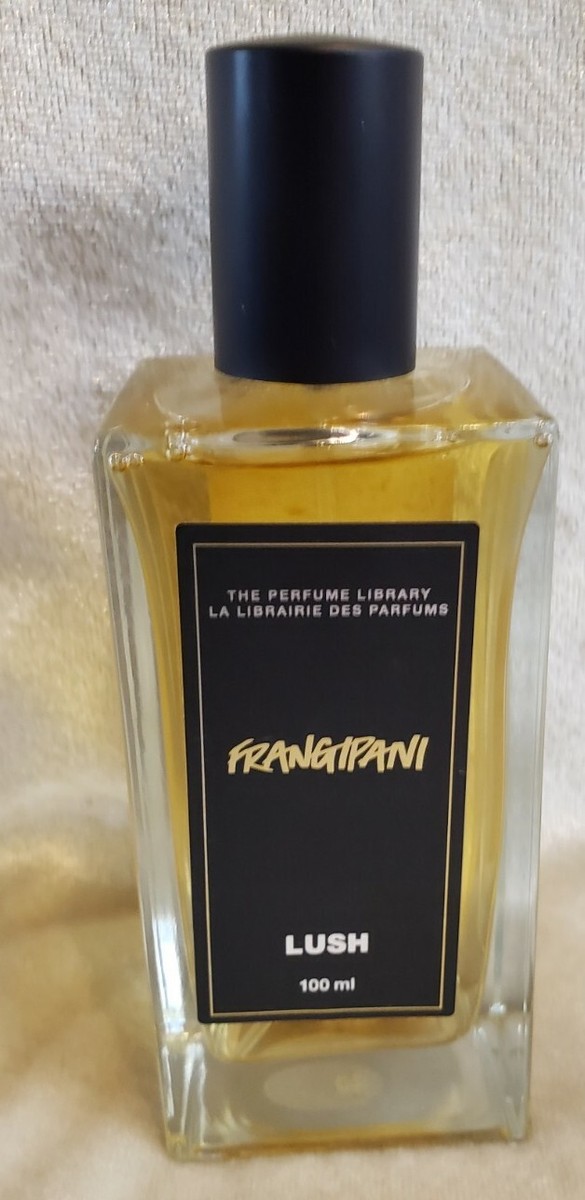 THE PERFUME LIBRARY
LA LIBRAIRIE DES PARFUMS
FRANGIPANI
LUSH
100 ml